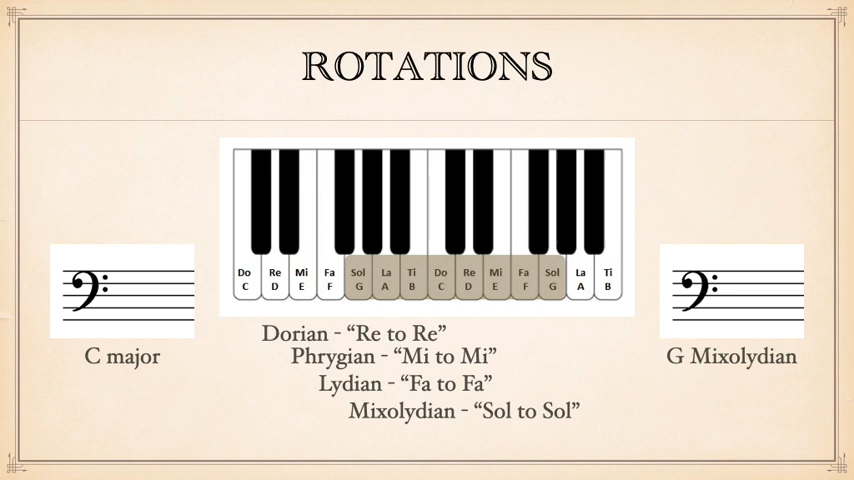 ROTATIONS
Do Re Mi Fa Sol La Ti Do Re Mi Fa Sol La Ti
C D E F G A B C D E F G A B
Dorian - “Re to Re”
Phrygian - “Mi to Mi”
Lydian - “Fa to Fa”
Mixolydian - “Sol to Sol”
C major
G Mixolydian